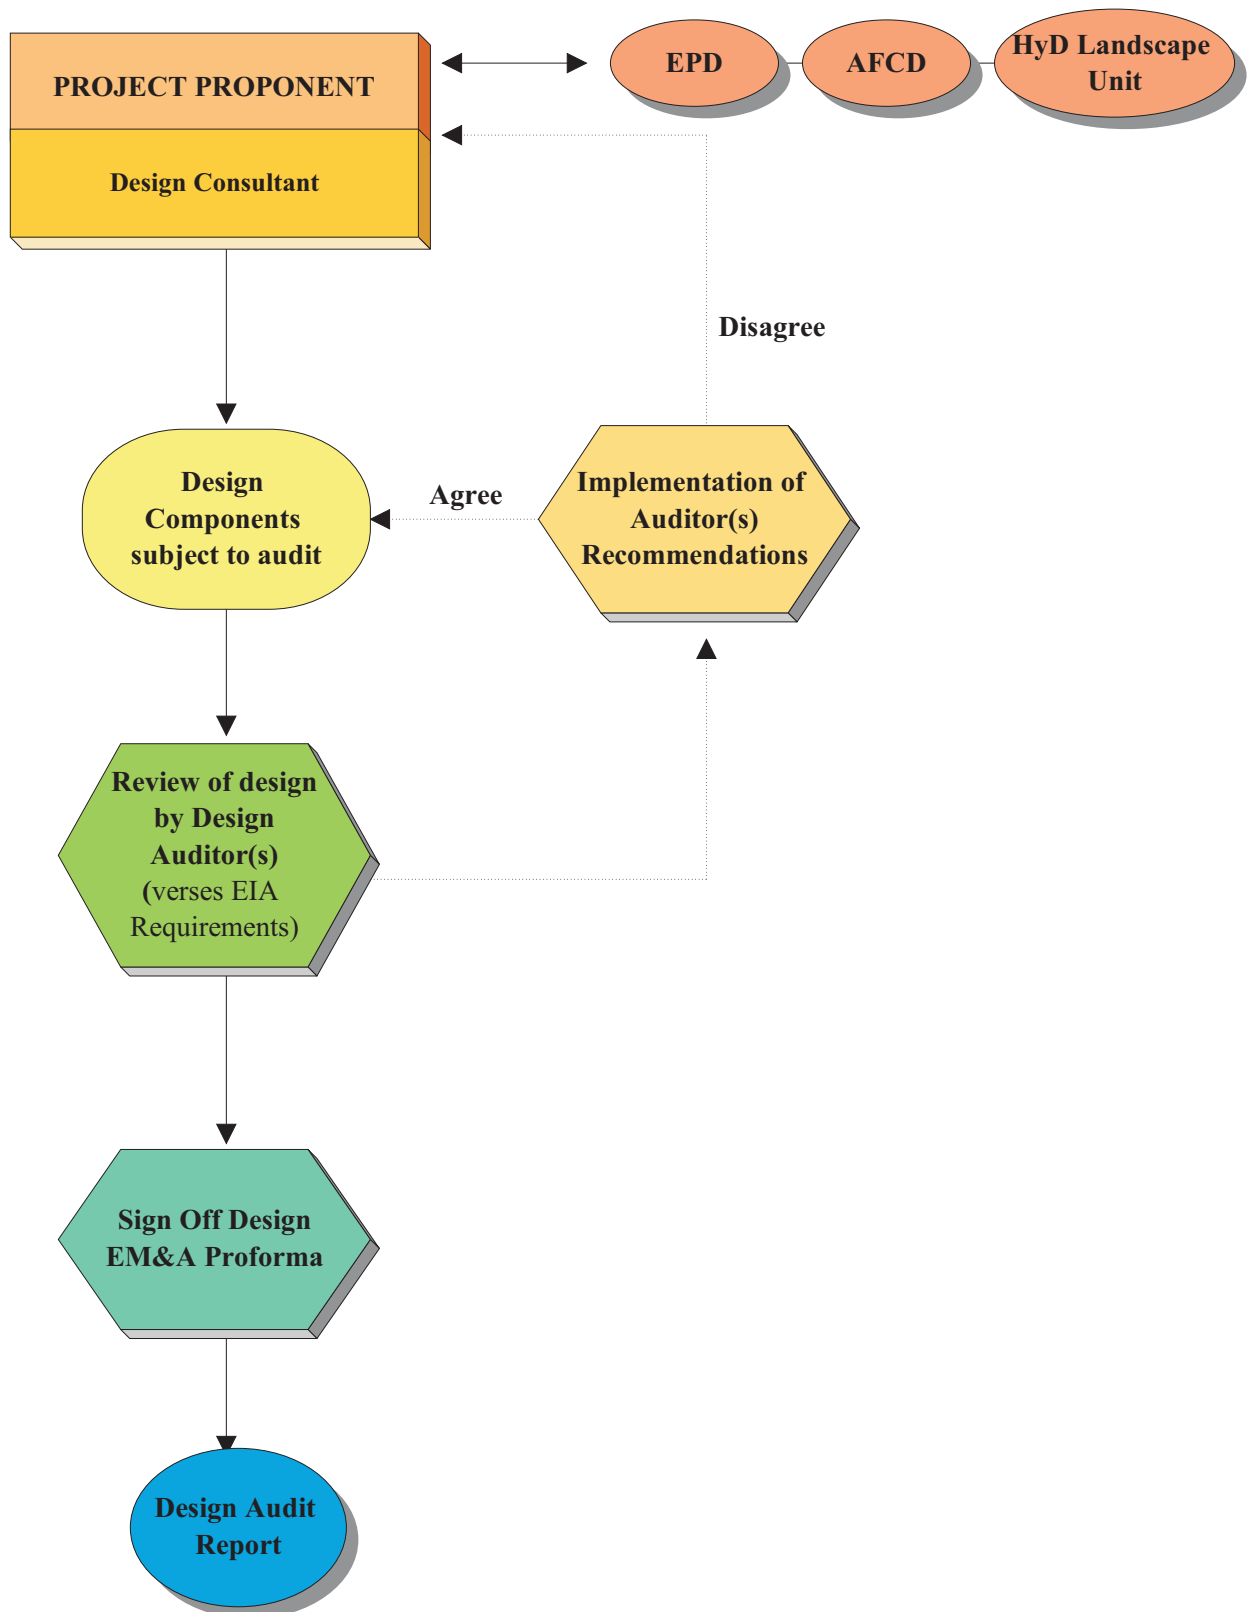 PROJECT PROPONENT
EPD
AFCD
HyD Landscape
Unit
Design Consultant
Disagree
Design
Components
subject to audit
Agree
Implementation of
Auditor(s)
Recommendations
Review of design
by Design
Auditor(s)
(verses EIA
Requirements)
Sign Off Design
EM&A Proforma
Design Audit
Report